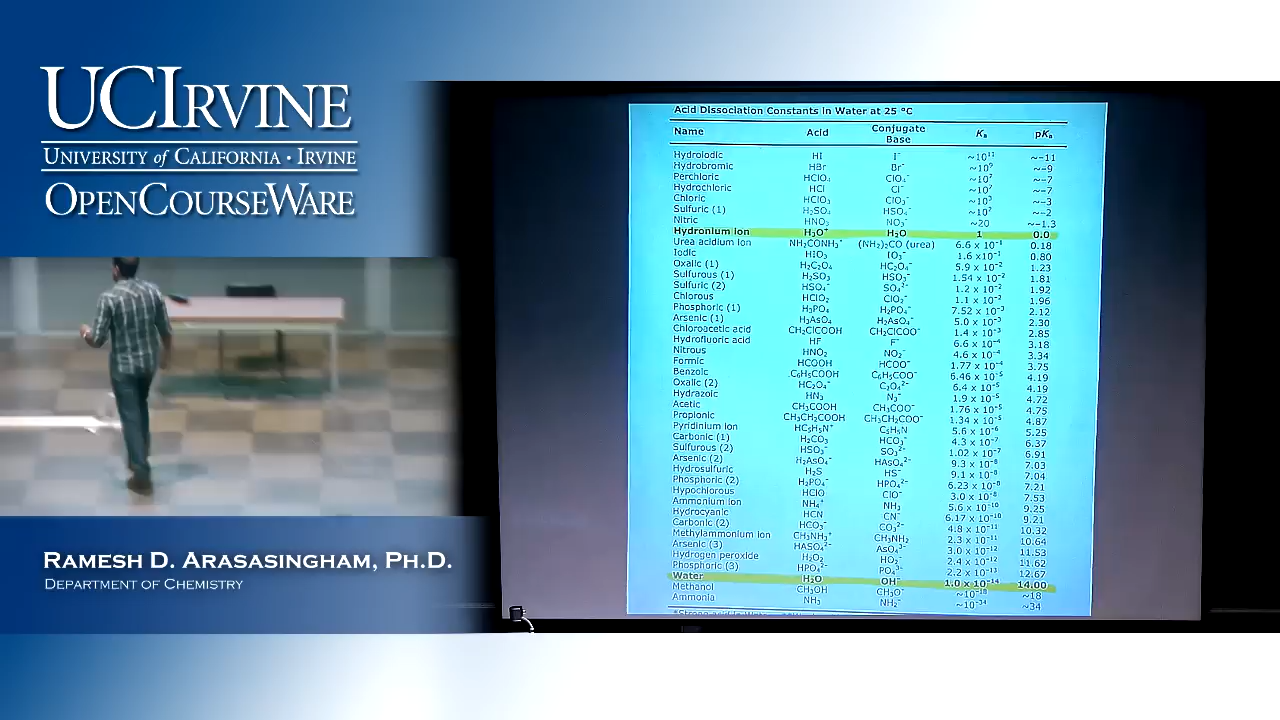 UCIRVINE
UNIVERSITY of CALIFORNIA · IRVINE
OPENCOURSEWARE
RAMESH D. ARASASINGHAM, PH.D.
DEPARTMENT OF CHEMISTRY
Acid Dissociation Constants in Water at 25 °C
Name Acid Conjugate Base Kₐ pKₐ
Hydroiodic HI I⁻ ~10¹¹ ~-11
Hydrobromic HBr Br⁻ ~10⁹ ~-9
Perchloric HClO₄ ClO₄⁻ ~10⁷ ~-7
Hydrochloric HCl Cl⁻ ~10⁷ ~-7
Chloric HClO₃ ClO₃⁻ ~10³ ~-3
Sulfuric (1) H₂SO₄ HSO₄⁻ ~10² ~-2
Nitric HNO₃ NO₃⁻ ~20 ~-1.3
Hydronium ion H₃O⁺ H₂O 1 0.0
Urea acidium ion NH₂CONH₃⁺ (NH₂)₂CO (urea) 6.6 x 10⁻¹ 0.18
Iodic HIO₃ IO₃⁻ 1.6 x10⁻¹ 0.80
Oxalic (1) H₂C₂O₄ HC₂O₄⁻ 5.9 x 10⁻² 1.23
Sulfurous (1) H₂SO₃ HSO₃⁻ 1.54 x 10⁻² 1.81
Sulfuric (2) HSO₄⁻ SO₄²⁻ 1.2 x 10⁻² 1.92
Chlorous HClO₂ ClO₂⁻ 1.1 x 10⁻² 1.96
Phosphoric (1) H₃PO₄ H₂PO₄⁻ 7.52 x 10⁻³ 2.12
Arsenic (1) H₃AsO₄ H₂AsO₄⁻ 5.0 x 10⁻³ 2.30
Chloroacetic acid CH₂ClCOOH CH₂ClCOO⁻ 1.4 x 10⁻³ 2.85
Hydrofluoric acid HF F⁻ 6.6 x 10⁻⁴ 3.18
Nitrous HNO₂ NO₂⁻ 4.6 x 10⁻⁴ 3.34
Formic HCOOH HCOO⁻ 1.77 x 10⁻⁴ 3.75
Benzoic C₆H₅COOH C₆H₅COO⁻ 6.46 x 10⁻⁵ 4.19
Oxalic (2) HC₂O₄⁻ C₂O₄²⁻ 6.4 x 10⁻⁵ 4.19
Hydrazoic HN₃ N₃⁻ 1.9 x 10⁻⁵ 4.72
Acetic CH₃COOH CH₃COO⁻ 1.76 x 10⁻⁵ 4.75
Propionic CH₃CH₂COOH CH₃CH₂COO⁻ 1.34 x 10⁻⁵ 4.87
Pyridinium ion HC₅H₅N⁺ C₅H₅N 5.6 x 10⁻⁶ 5.25
Carbonic (1) H₂CO₃ HCO₃⁻ 4.3 x 10⁻⁷ 6.37
Sulfurous (2) HSO₃⁻ SO₃²⁻ 1.02 x 10⁻⁷ 6.91
Arsenic (2) H₂AsO₄⁻ HAsO₄²⁻ 9.3 x 10⁻⁸ 7.03
Hydrosulfuric H₂S HS⁻ 9.1 x 10⁻⁸ 7.04
Phosphoric (2) H₂PO₄⁻ HPO₄²⁻ 6.23 x 10⁻⁸ 7.21
Hypochlorous HClO ClO⁻ 3.0 x 10⁻⁸ 7.53
Ammonium ion NH₄⁺ NH₃ 5.6 x 10⁻¹⁰ 9.25
Hydrocyanic HCN CN⁻ 6.17 x 10⁻¹⁰ 9.21
Carbonic (2) HCO₃⁻ CO₃²⁻ 4.8 x 10⁻¹¹ 10.32
Methylammonium ion CH₃NH₃⁺ CH₃NH₂ 2.3 x 10⁻¹¹ 10.64
Arsenic (3) HASO₄²⁻ AsO₄³⁻ 3.0 x 10⁻¹² 11.53
Hydrogen peroxide H₂O₂ HO₂⁻ 2.4 x 10⁻¹² 11.62
Phosphoric (3) HPO₄²⁻ PO₄³⁻ 2.2 x 10⁻¹³ 12.67
Water H₂O OH⁻ 1.0 x 10⁻¹⁴ 14.00
Methanol CH₃OH CH₃O⁻ ~10⁻¹⁸ ~18
Ammonia NH₃ NH₂⁻ ~10⁻³⁴ ~34